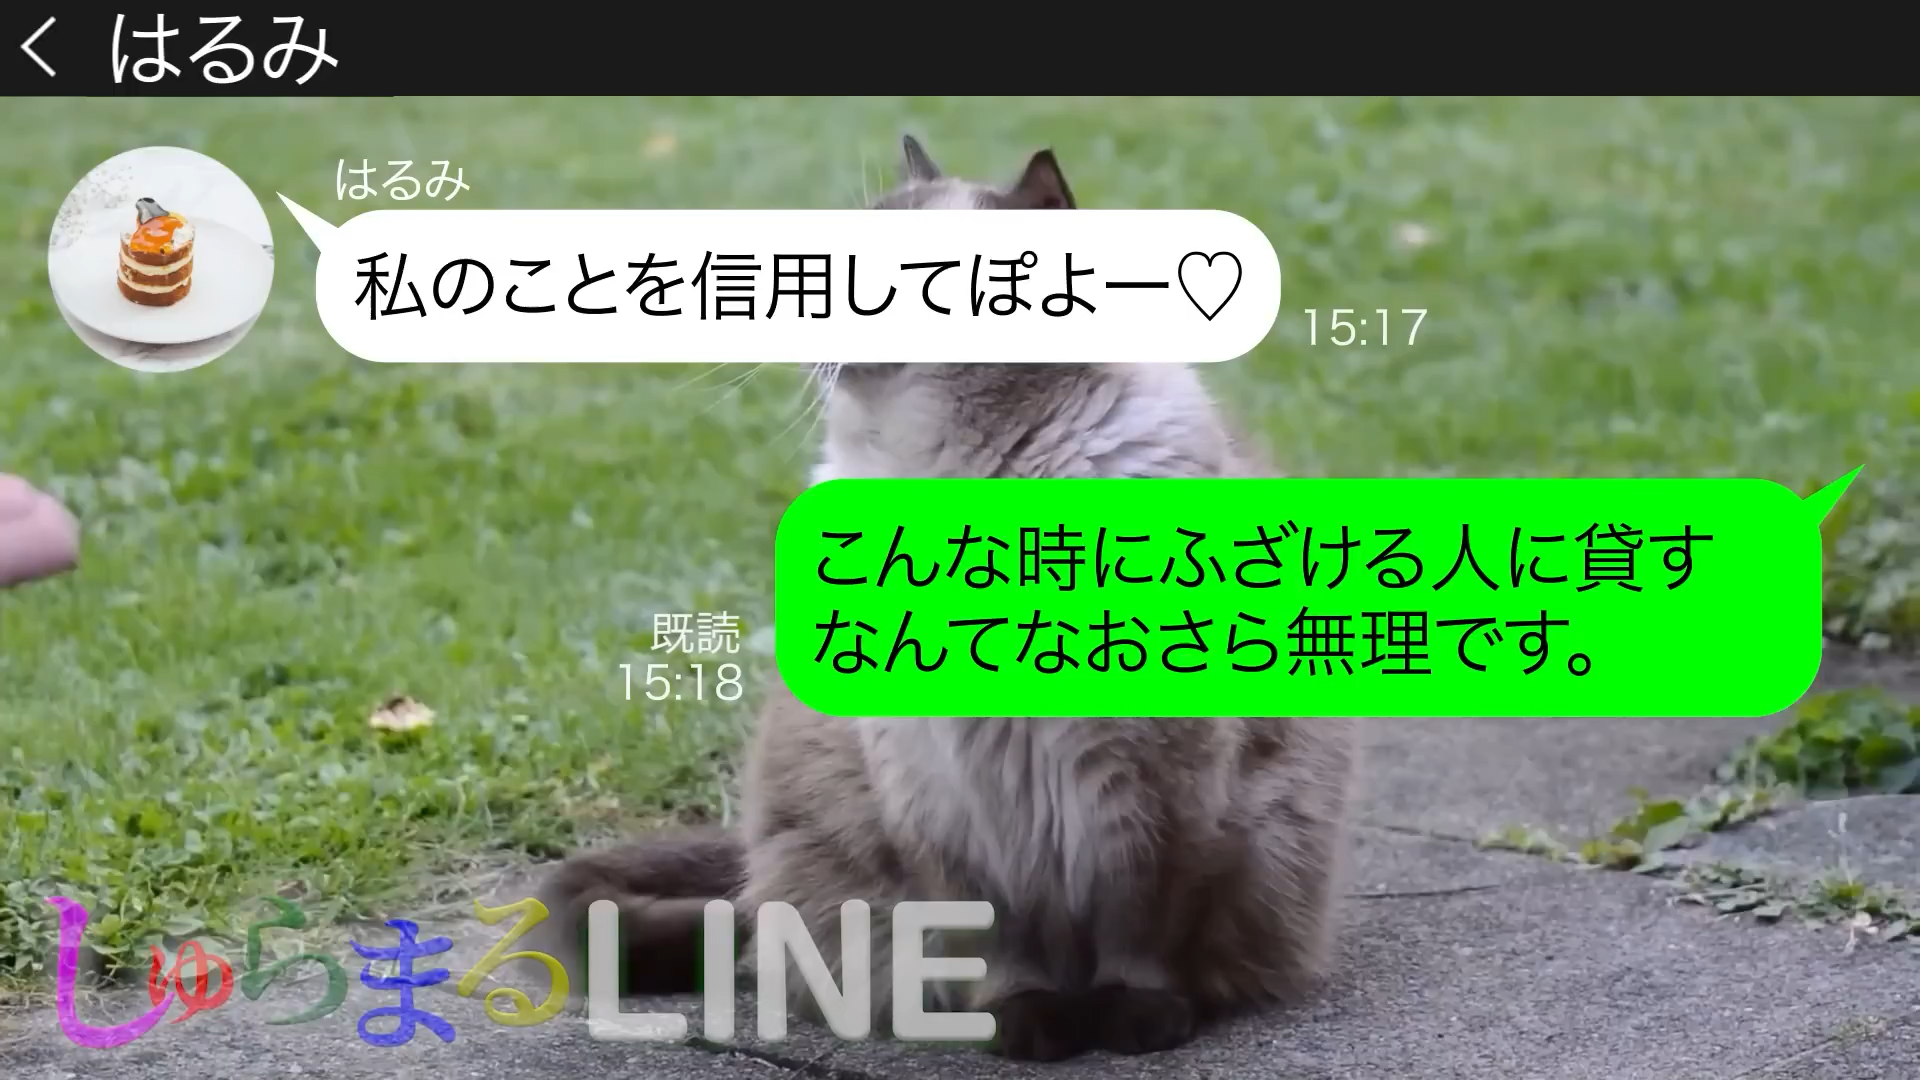 はるみ
はるみ
私のことを信用してぽよー♡
15:17
こんな時にふざける人に貸す
なんてなおさら無理です。
既読
15:18
しゅらまるLINE